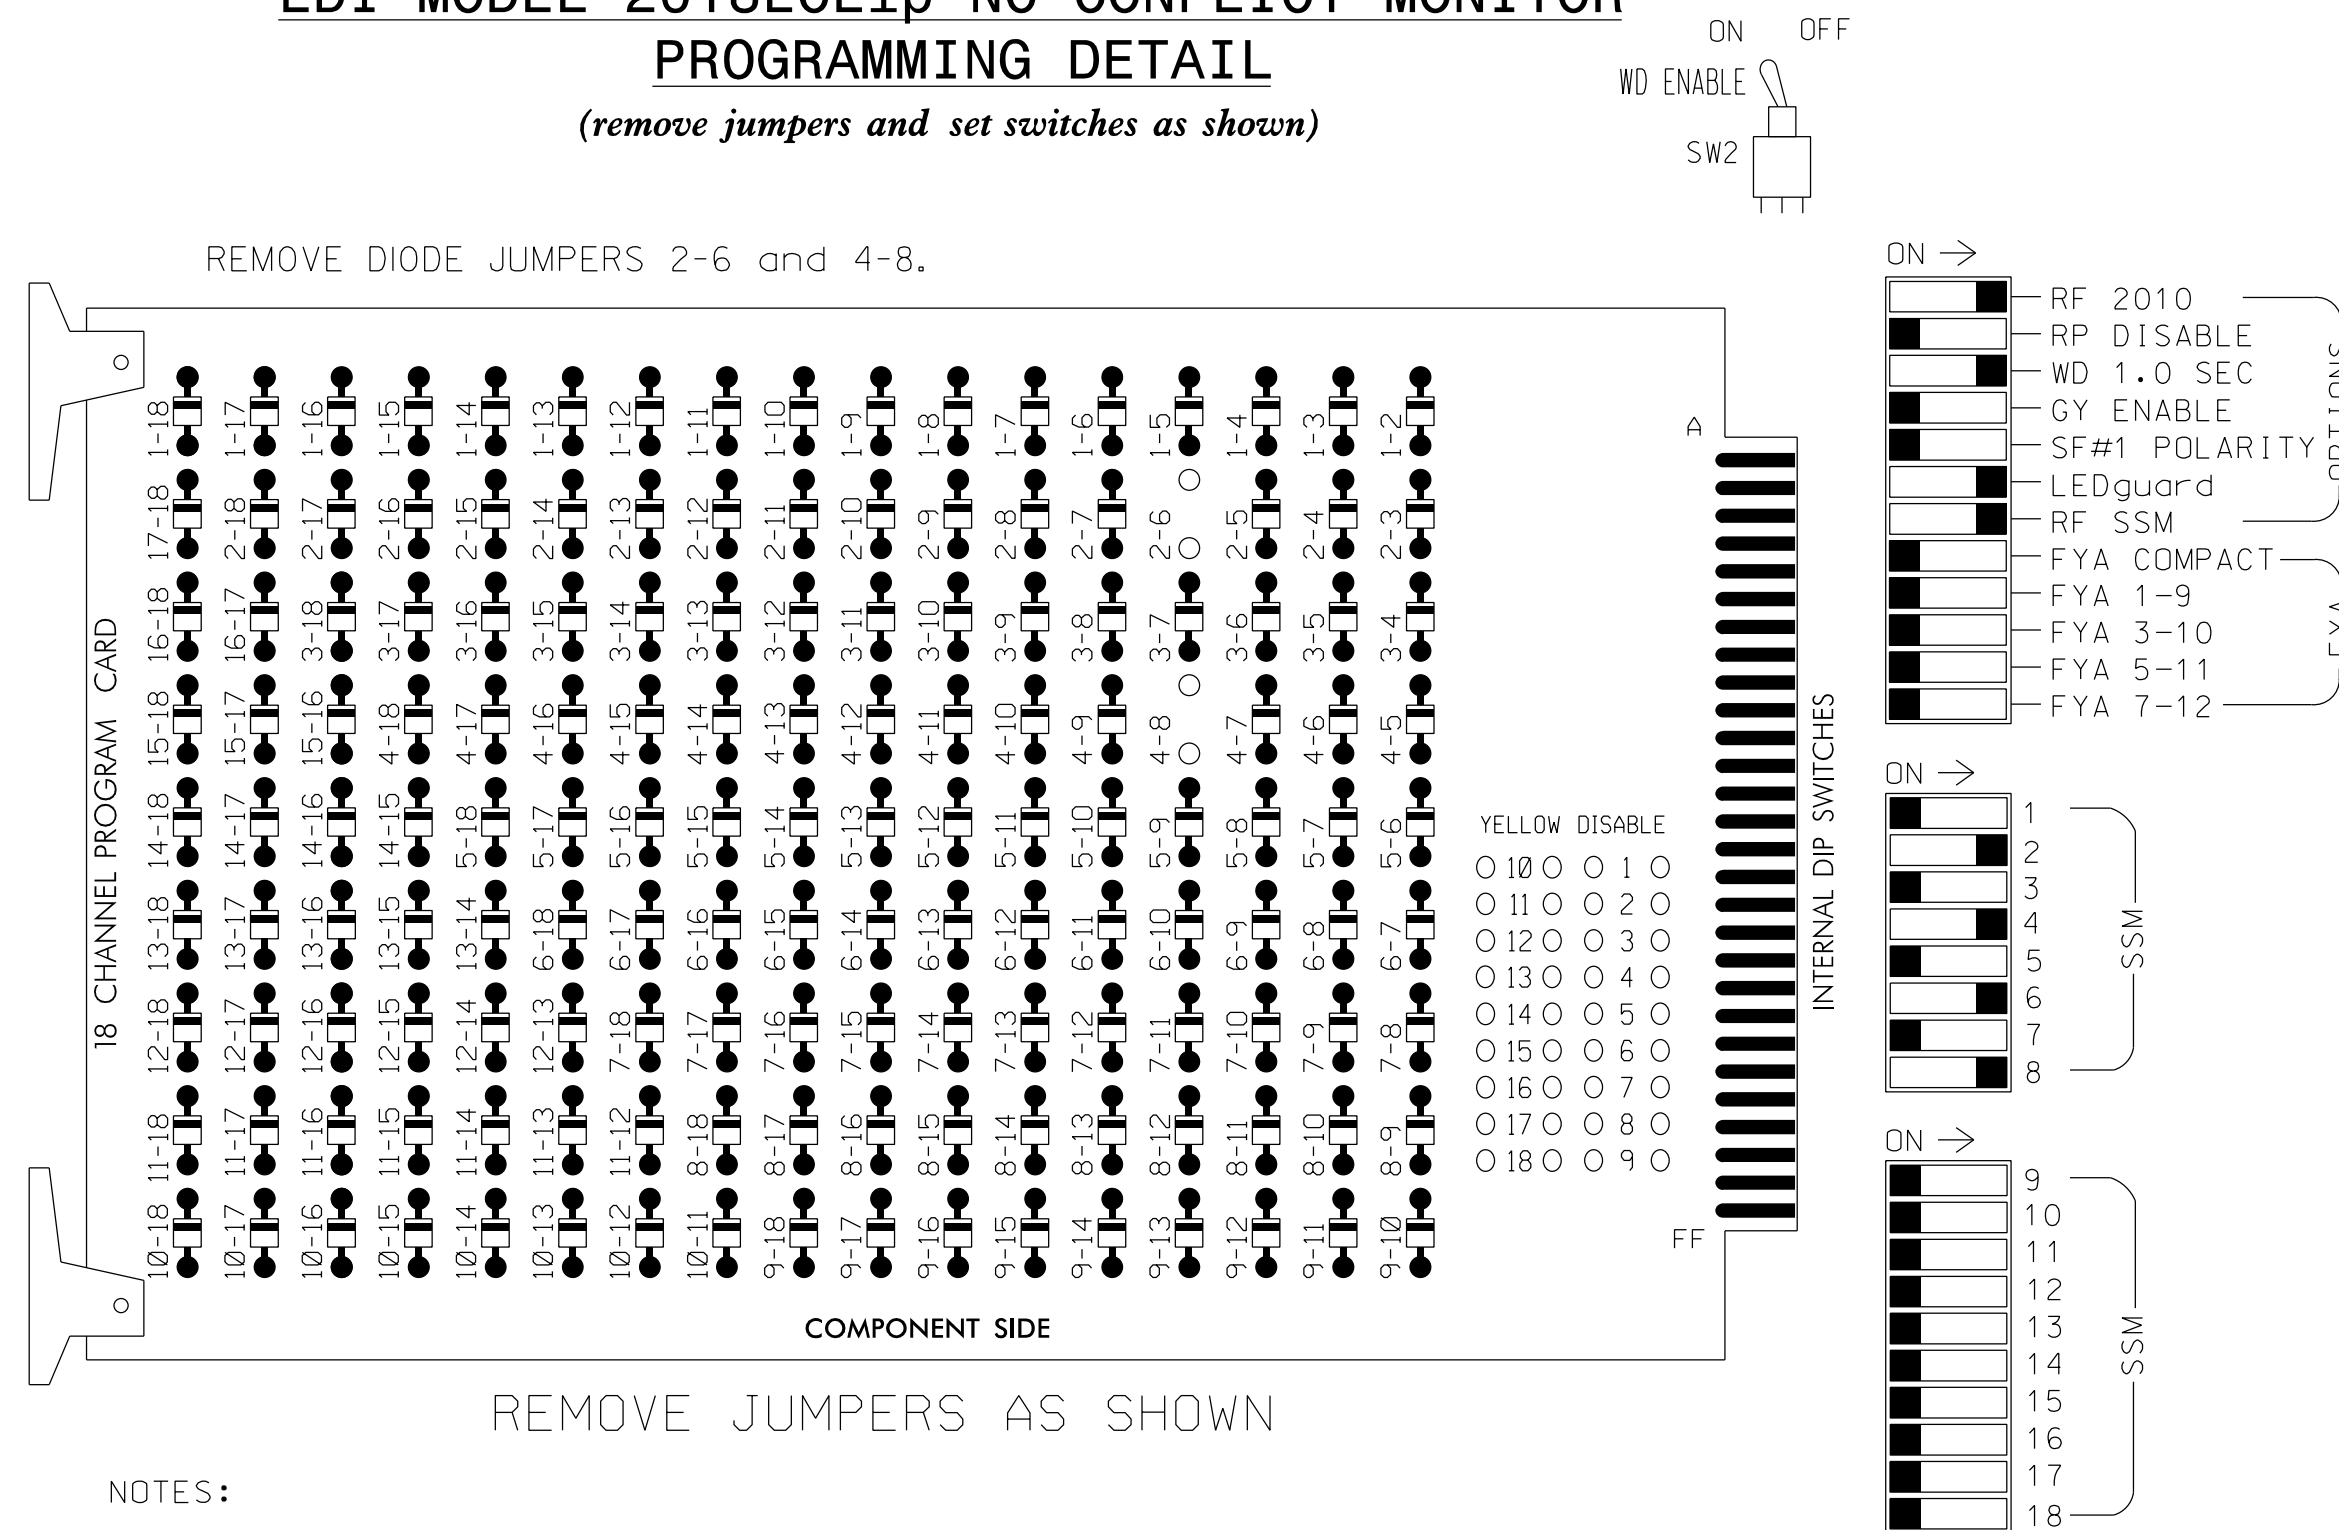 PROGRAMMING DETAIL
(remove jumpers and set switches as shown)
ON OFF
WD ENABLE
SW2
REMOVE DIODE JUMPERS 2-6 and 4-8.
18 CHANNEL PROGRAM CARD
1-18 1-17 1-16 1-15 1-14 1-13 1-12 1-11 1-10 1-9 1-8 1-7 1-6 1-5 1-4 1-3 1-2
17-18 2-18 2-17 2-16 2-15 2-14 2-13 2-12 2-11 2-10 2-9 2-8 2-7 2-6 2-5 2-4 2-3
16-18 16-17 3-18 3-17 3-16 3-15 3-14 3-13 3-12 3-11 3-10 3-9 3-8 3-7 3-6 3-5 3-4
15-18 15-17 15-16 4-18 4-17 4-16 4-15 4-14 4-13 4-12 4-11 4-10 4-9 4-8 4-7 4-6 4-5
14-18 14-17 14-16 14-15 5-18 5-17 5-16 5-15 5-14 5-13 5-12 5-11 5-10 5-9 5-8 5-7 5-6
13-18 13-17 13-16 13-15 13-14 6-18 6-17 6-16 6-15 6-14 6-13 6-12 6-11 6-10 6-9 6-8 6-7
12-18 12-17 12-16 12-15 12-14 12-13 7-18 7-17 7-16 7-15 7-14 7-13 7-12 7-11 7-10 7-9 7-8
11-18 11-17 11-16 11-15 11-14 11-13 11-12 8-18 8-17 8-16 8-15 8-14 8-13 8-12 8-11 8-10 8-9
10-18 10-17 10-16 10-15 10-14 10-13 10-12 10-11 9-18 9-17 9-16 9-15 9-14 9-13 9-12 9-11 9-10
YELLOW DISABLE
10 1
11 2
12 3
13 4
14 5
15 6
16 7
17 8
18 9
A
FF
COMPONENT SIDE
REMOVE JUMPERS AS SHOWN
NOTES:
INTERNAL DIP SWITCHES
ON
RF 2010
RP DISABLE
WD 1.0 SEC
GY ENABLE
SF#1 POLARITY
LEDguard
RF SSM
FYA COMPACT
FYA 1-9
FYA 3-10
FYA 5-11
FYA 7-12
ON
1
2
3
4
5
6
7
8
SSM
ON
9
10
11
12
13
14
15
16
17
18
SSM